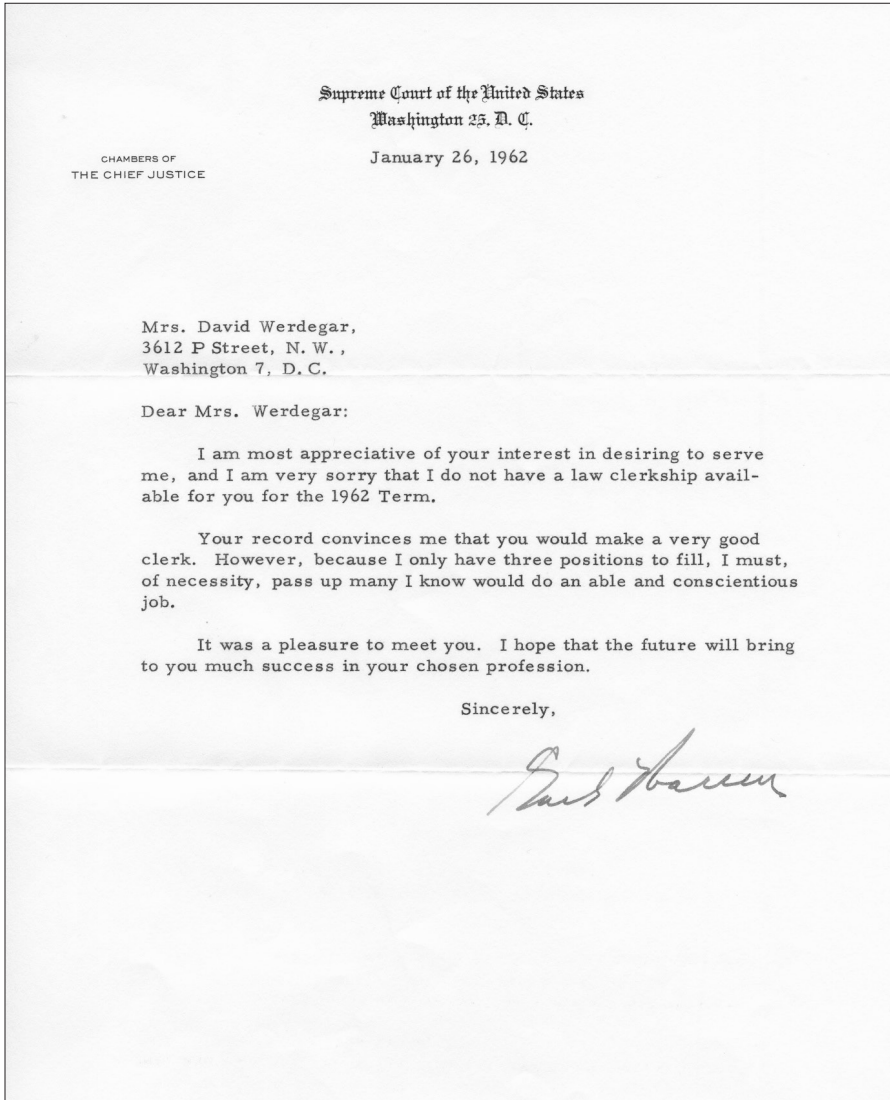 Supreme Court of the United States
Washington 25, D. C.
January 26, 1962
CHAMBERS OF
THE CHIEF JUSTICE
Mrs. David Werdegar,
3612 P Street, N. W. ,
Washington 7, D. C.
Dear Mrs. Werdegar:
I am most appreciative of your interest in desiring to serve
me, and I am very sorry that I do not have a law clerkship avail-
able for you for the 1962 Term.
Your record convinces me that you would make a very good
clerk. However, because I only have three positions to fill, I must,
of necessity, pass up many I know would do an able and conscientious
job.
It was a pleasure to meet you. I hope that the future will bring
to you much success in your chosen profession.
Sincerely,
Earl Warren